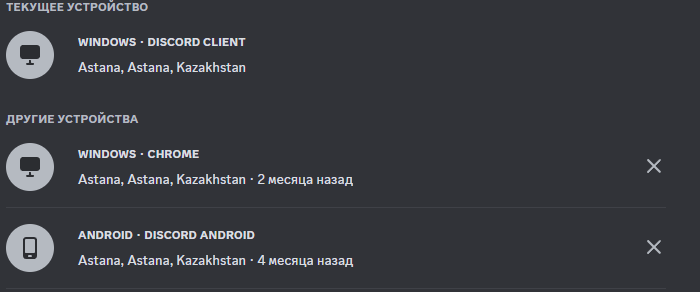 ТЕКУЩЕЕ УСТРОЙСТВО
WINDOWS · DISCORD CLIENT
Astana, Astana, Kazakhstan
ДРУГИЕ УСТРОЙСТВА
WINDOWS · CHROME
Astana, Astana, Kazakhstan · 2 месяца назад
ANDROID · DISCORD ANDROID
Astana, Astana, Kazakhstan · 4 месяца назад